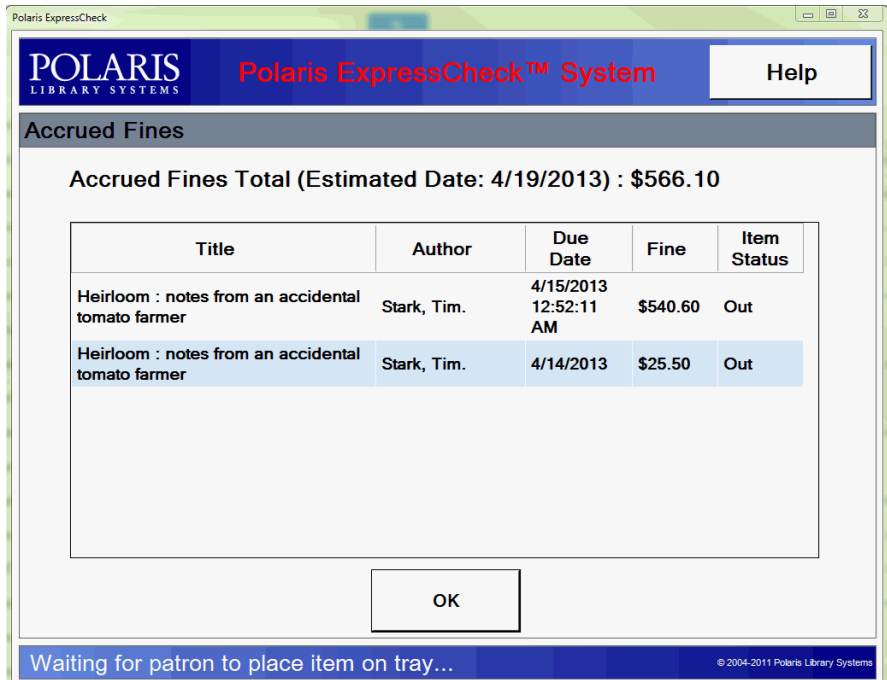 Polaris ExpressCheck
POLARIS
LIBRARY SYSTEMS
Polaris ExpressCheck™ System
Help
Accrued Fines
Accrued Fines Total (Estimated Date: 4/19/2013) : $566.10
Title
Author
Due
Date
Fine
Item
Status
Heirloom : notes from an accidental
tomato farmer
Stark, Tim.
4/15/2013
12:52:11
AM
$540.60
Out
Heirloom : notes from an accidental
tomato farmer
Stark, Tim.
4/14/2013
$25.50
Out
OK
Waiting for patron to place item on tray...
© 2004-2011 Polaris Library Systems